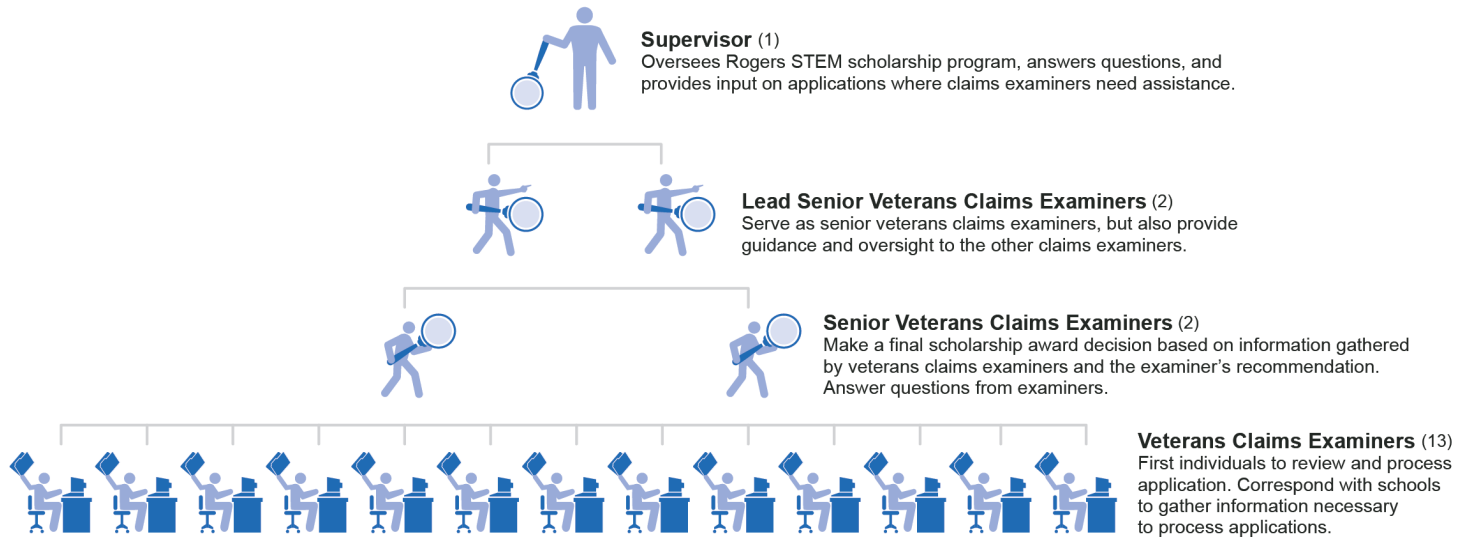 Supervisor (1)
Oversees Rogers STEM scholarship program, answers questions, and
provides input on applications where claims examiners need assistance.
Lead Senior Veterans Claims Examiners (2)
Serve as senior veterans claims examiners, but also provide
guidance and oversight to the other claims examiners.
Senior Veterans Claims Examiners (2)
Make a final scholarship award decision based on information gathered
by veterans claims examiners and the examiner’s recommendation.
Answer questions from examiners.
Veterans Claims Examiners (13)
First individuals to review and process
application. Correspond with schools
to gather information necessary
to process applications.